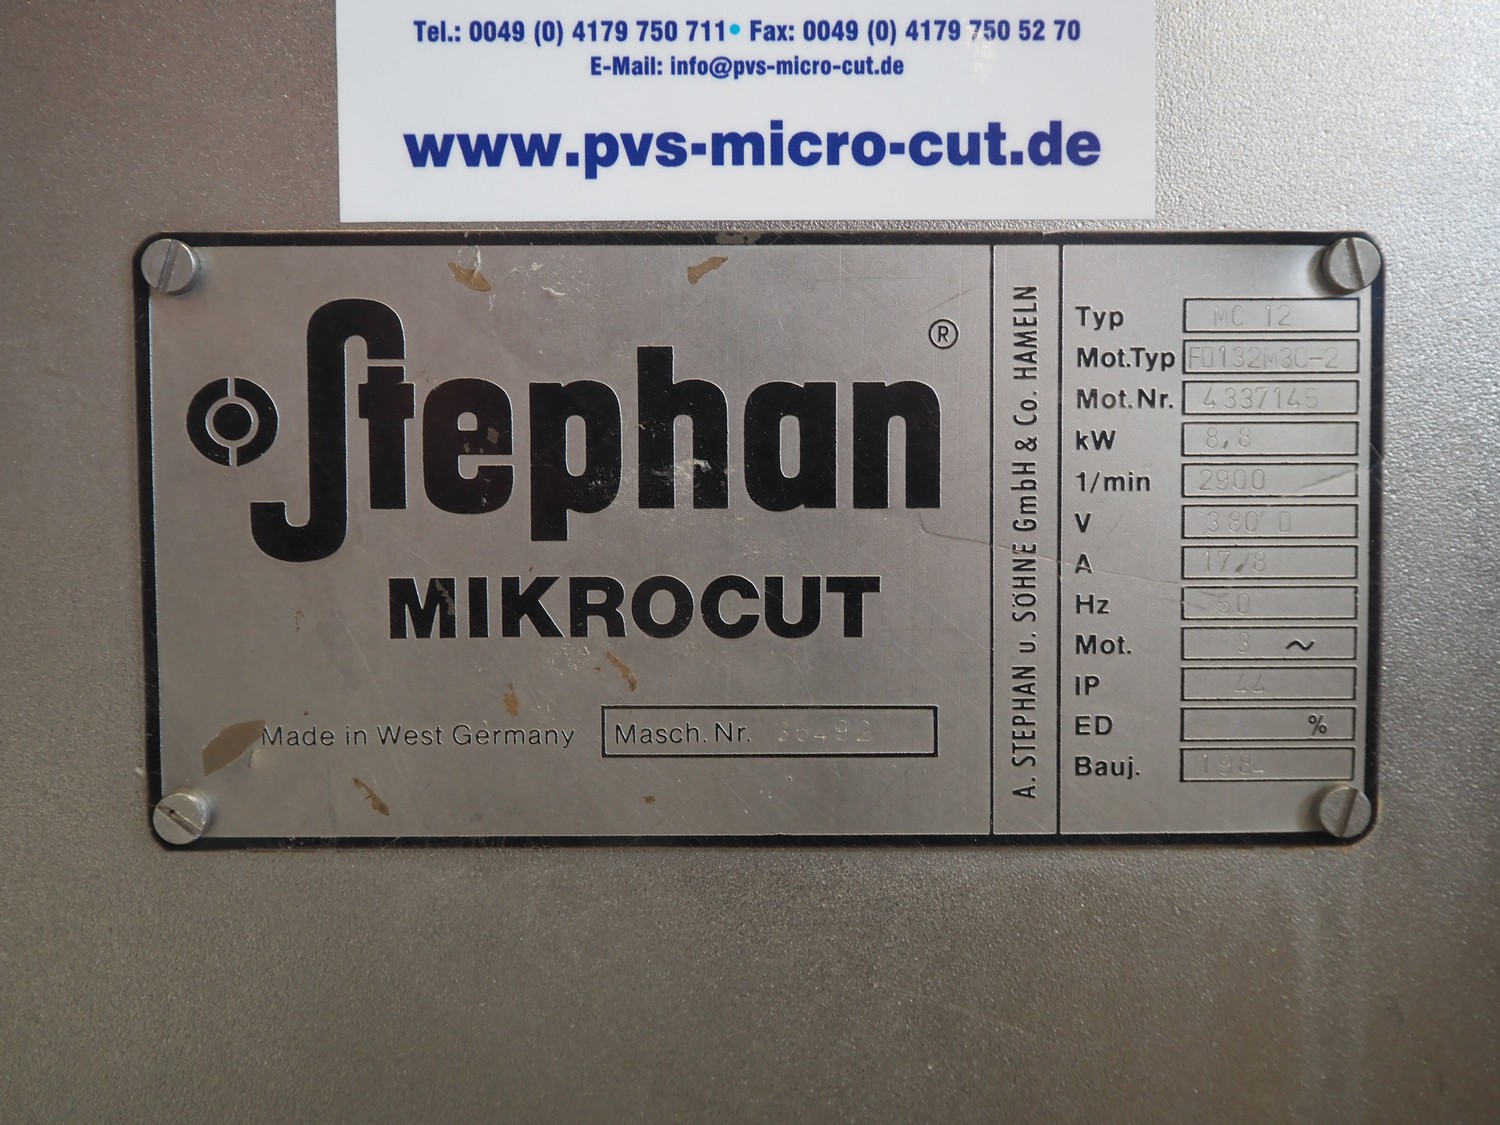 Tel.: 0049 (0) 4179 750 711• Fax: 0049 (0) 4179 750 52 70
E-Mail: info@pvs-micro-cut.de
www.pvs-micro-cut.de
Stephan ®
MIKROCUT
Made in West Germany
Masch. Nr.
A. STEPHAN u. SÖHNE GmbH & Co. HAMELN
Typ MC 12
Mot.Typ FD132M30-2
Mot.Nr. 4337145
kW 8,8
1/min 2900
V 380 D
A 17,8
Hz 50
Mot. 3 ~
IP 44
ED %
Bauj.